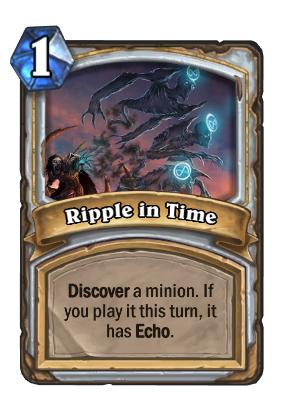 1
Ripple in Time
Discover a minion. If
you play it this turn, it
has Echo.